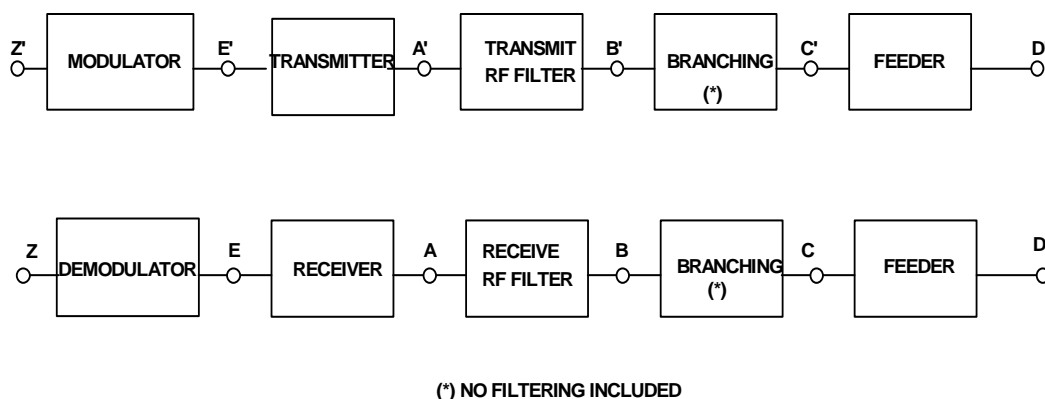 Z'
E'
A'
B'
C'
D
MODULATOR
TRANSMITTER
TRANSMIT
RF FILTER
BRANCHING
(*)
FEEDER
Z
E
A
B
C
D
DEMODULATOR
RECEIVER
RECEIVE
RF FILTER
BRANCHING
(*)
FEEDER
(*) NO FILTERING INCLUDED